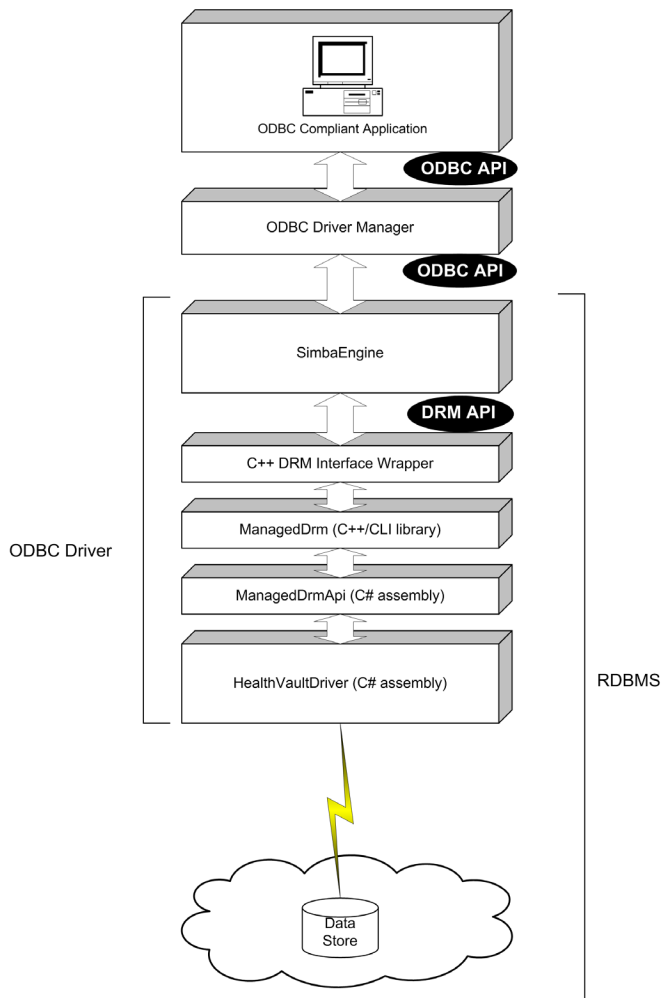 ODBC Compliant Application
ODBC API
ODBC Driver Manager
ODBC API
SimbaEngine
DRM API
C++ DRM Interface Wrapper
ManagedDrm (C++/CLI library)
ODBC Driver
ManagedDrmApi (C# assembly)
HealthVaultDriver (C# assembly)
RDBMS
Data
Store